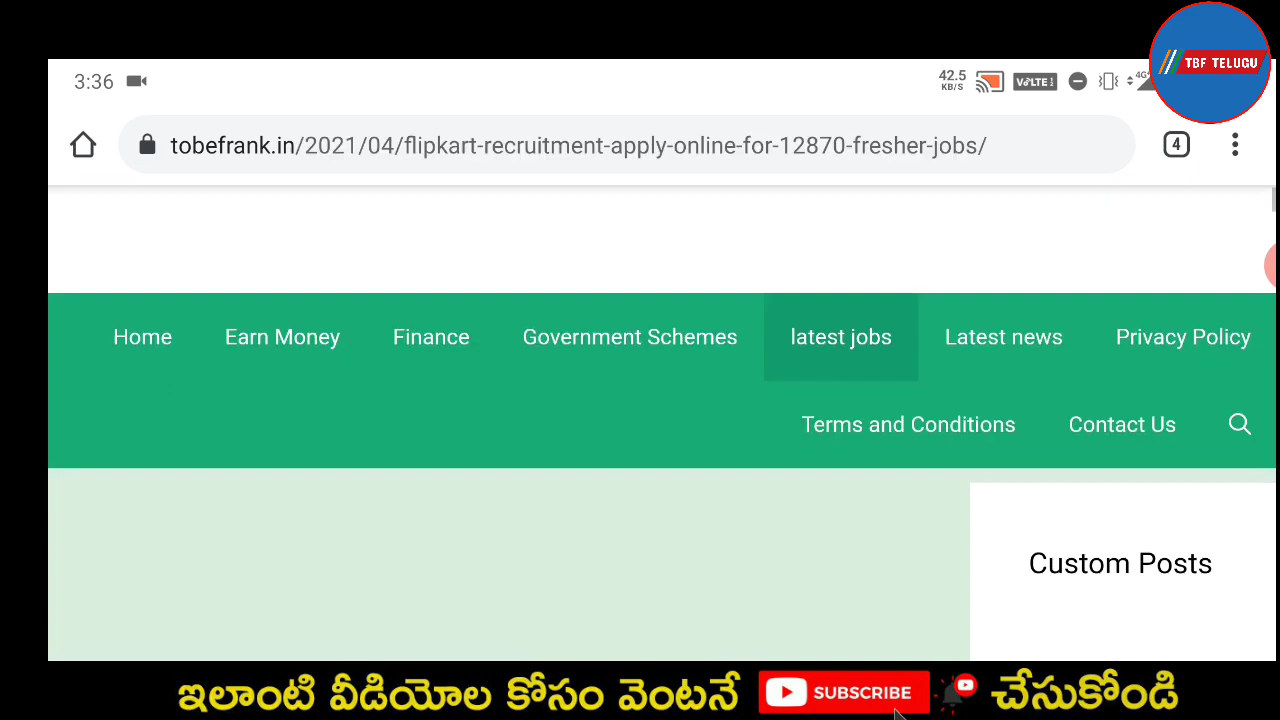 TBF TELUGU
3:36 42.5 KB/S VoLTE 1 4G+
tobefrank.in/2021/04/flipkart-recruitment-apply-online-for-12870-fresher-jobs/ 4
Home Earn Money Finance Government Schemes latest jobs Latest news Privacy Policy
Terms and Conditions Contact Us
Custom Posts
ఇలాంటి వీడియోల కోసం వెంటనే SUBSCRIBE చేసుకోండి